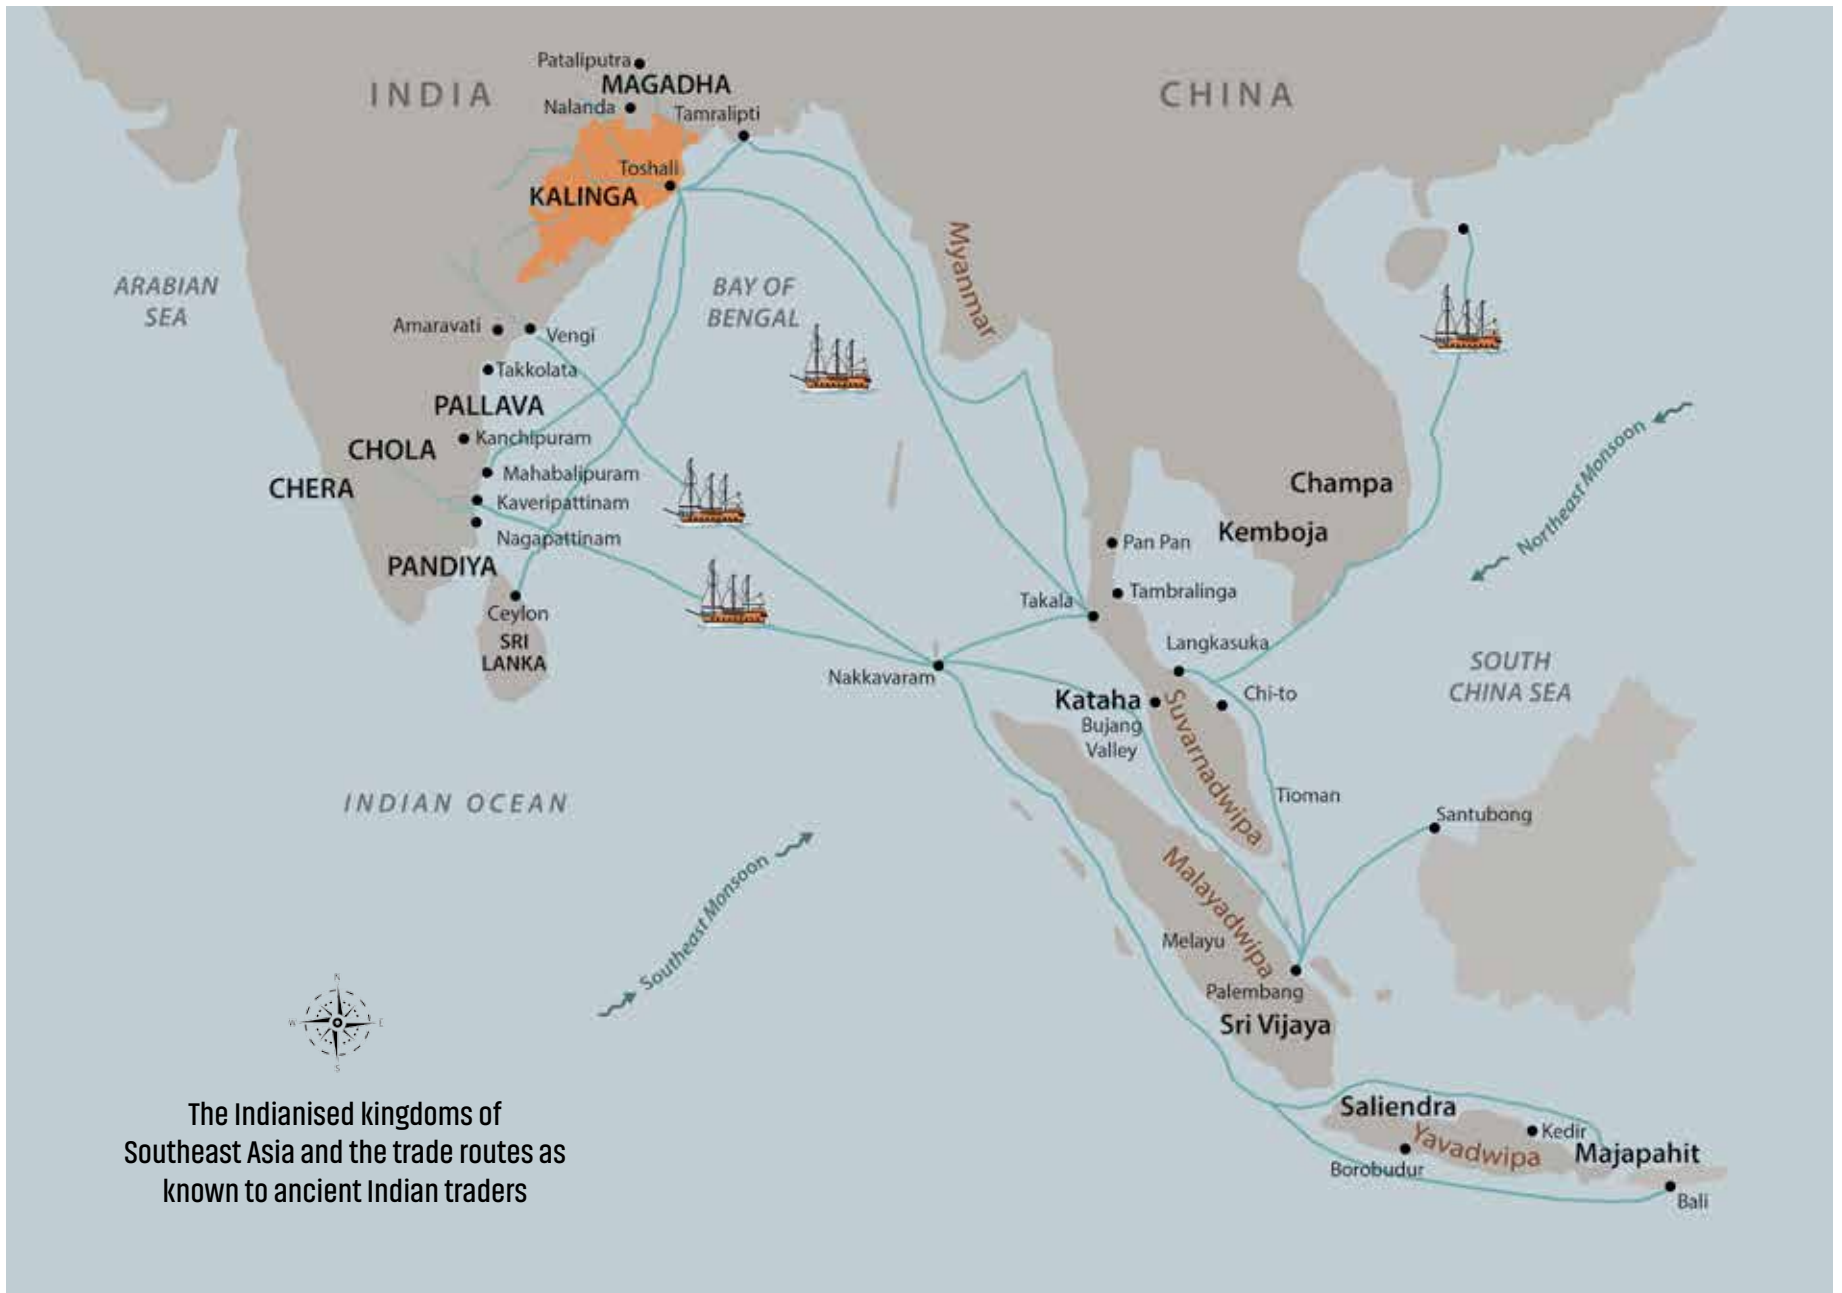 Pataliputra
INDIA
MAGADHA
CHINA
Nalanda
Tamralipti
Toshali
KALINGA
Myanmar
ARABIAN
SEA
BAY OF
BENGAL
Amaravati
Vengi
Takkolata
PALLAVA
Kanchipuram
CHOLA
Mahabalipuram
CHERA
Kaveripattinam
Nagapattinam
PANDIYA
Ceylon
SRI
LANKA
Champa
Kemboja
Northeast Monsoon
Pan Pan
Tambralinga
Takala
Langkasuka
Nakkavaram
Kataha
Bujang
Valley
Chi-to
SOUTH
CHINA SEA
Suvarnadwipa
Tioman
Santubong
INDIAN OCEAN
Southeast Monsoon
Malayadwipa
Melayu
Palembang
Sri Vijaya
N
W
E
S
Saliendra
Kedir
Yavadwipa
Majapahit
Borobudur
Bali
The Indianised kingdoms of
Southeast Asia and the trade routes as
known to ancient Indian traders